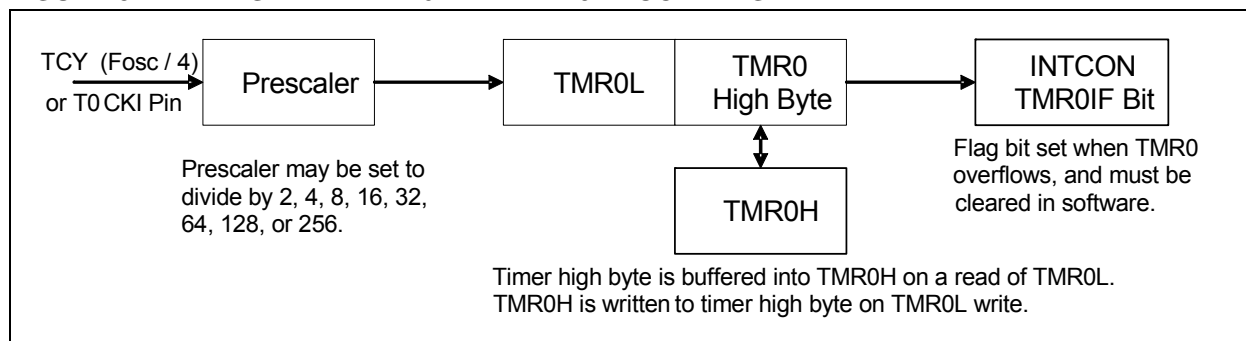 TCY (Fosc / 4)
or T0 CKI Pin
Prescaler
TMR0L
TMR0
High Byte
INTCON
TMR0IF Bit
Prescaler may be set to
divide by 2, 4, 8, 16, 32,
64, 128, or 256.
TMR0H
Flag bit set when TMR0
overflows, and must be
cleared in software.
Timer high byte is buffered into TMR0H on a read of TMR0L.
TMR0H is written to timer high byte on TMR0L write.